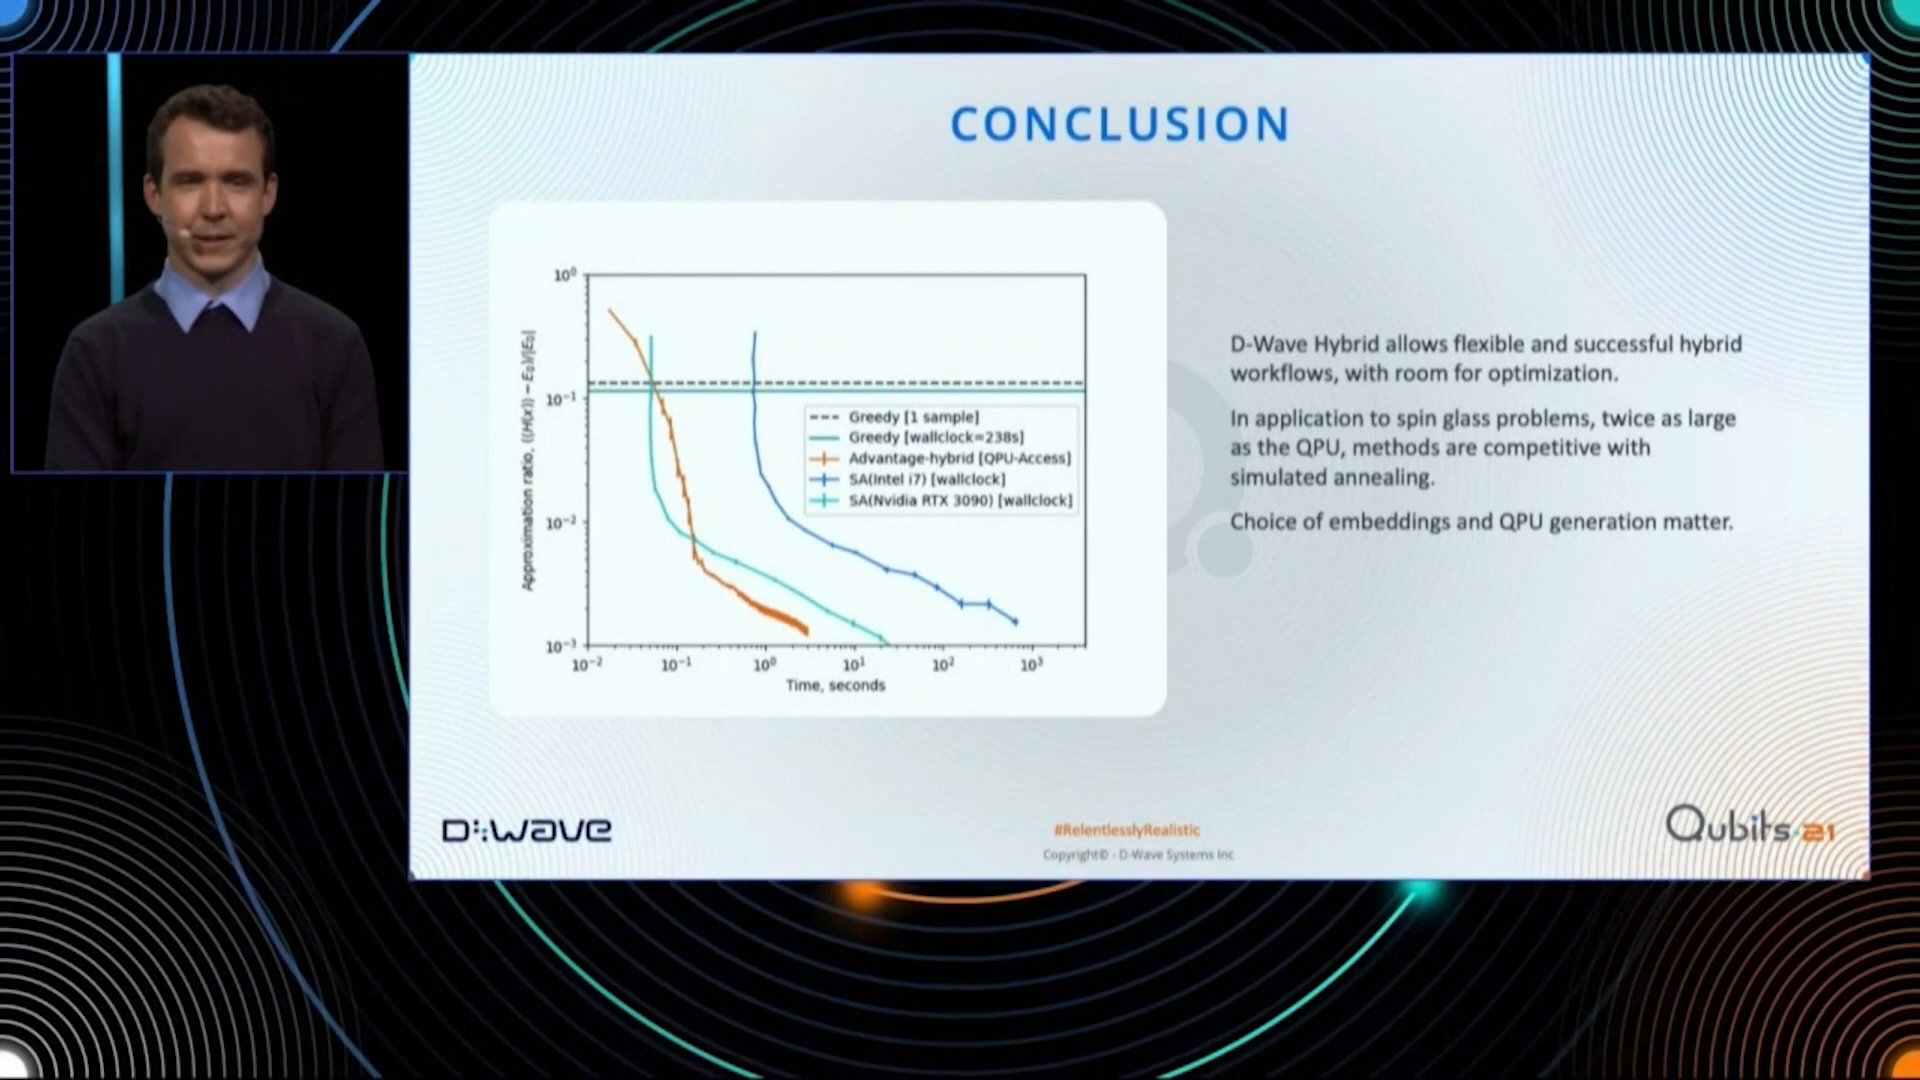 CONCLUSION
10⁰
10⁻¹
10⁻²
10⁻³
Approximation ratio, (⟨H(x)⟩ − E₀)/|E₀|
10⁻²
10⁻¹
10⁰
10¹
10²
10³
Time, seconds
Greedy [1 sample]
Greedy [wallclock=238s]
Advantage-hybrid [QPU-Access]
SA(Intel i7) [wallclock]
SA(Nvidia RTX 3090) [wallclock]
D-Wave Hybrid allows flexible and successful hybrid
workflows, with room for optimization.
In application to spin glass problems, twice as large
as the QPU, methods are competitive with
simulated annealing.
Choice of embeddings and QPU generation matter.
D:WAVE
#RelentlesslyRealistic
Copyright© - D-Wave Systems Inc
Qubits 21